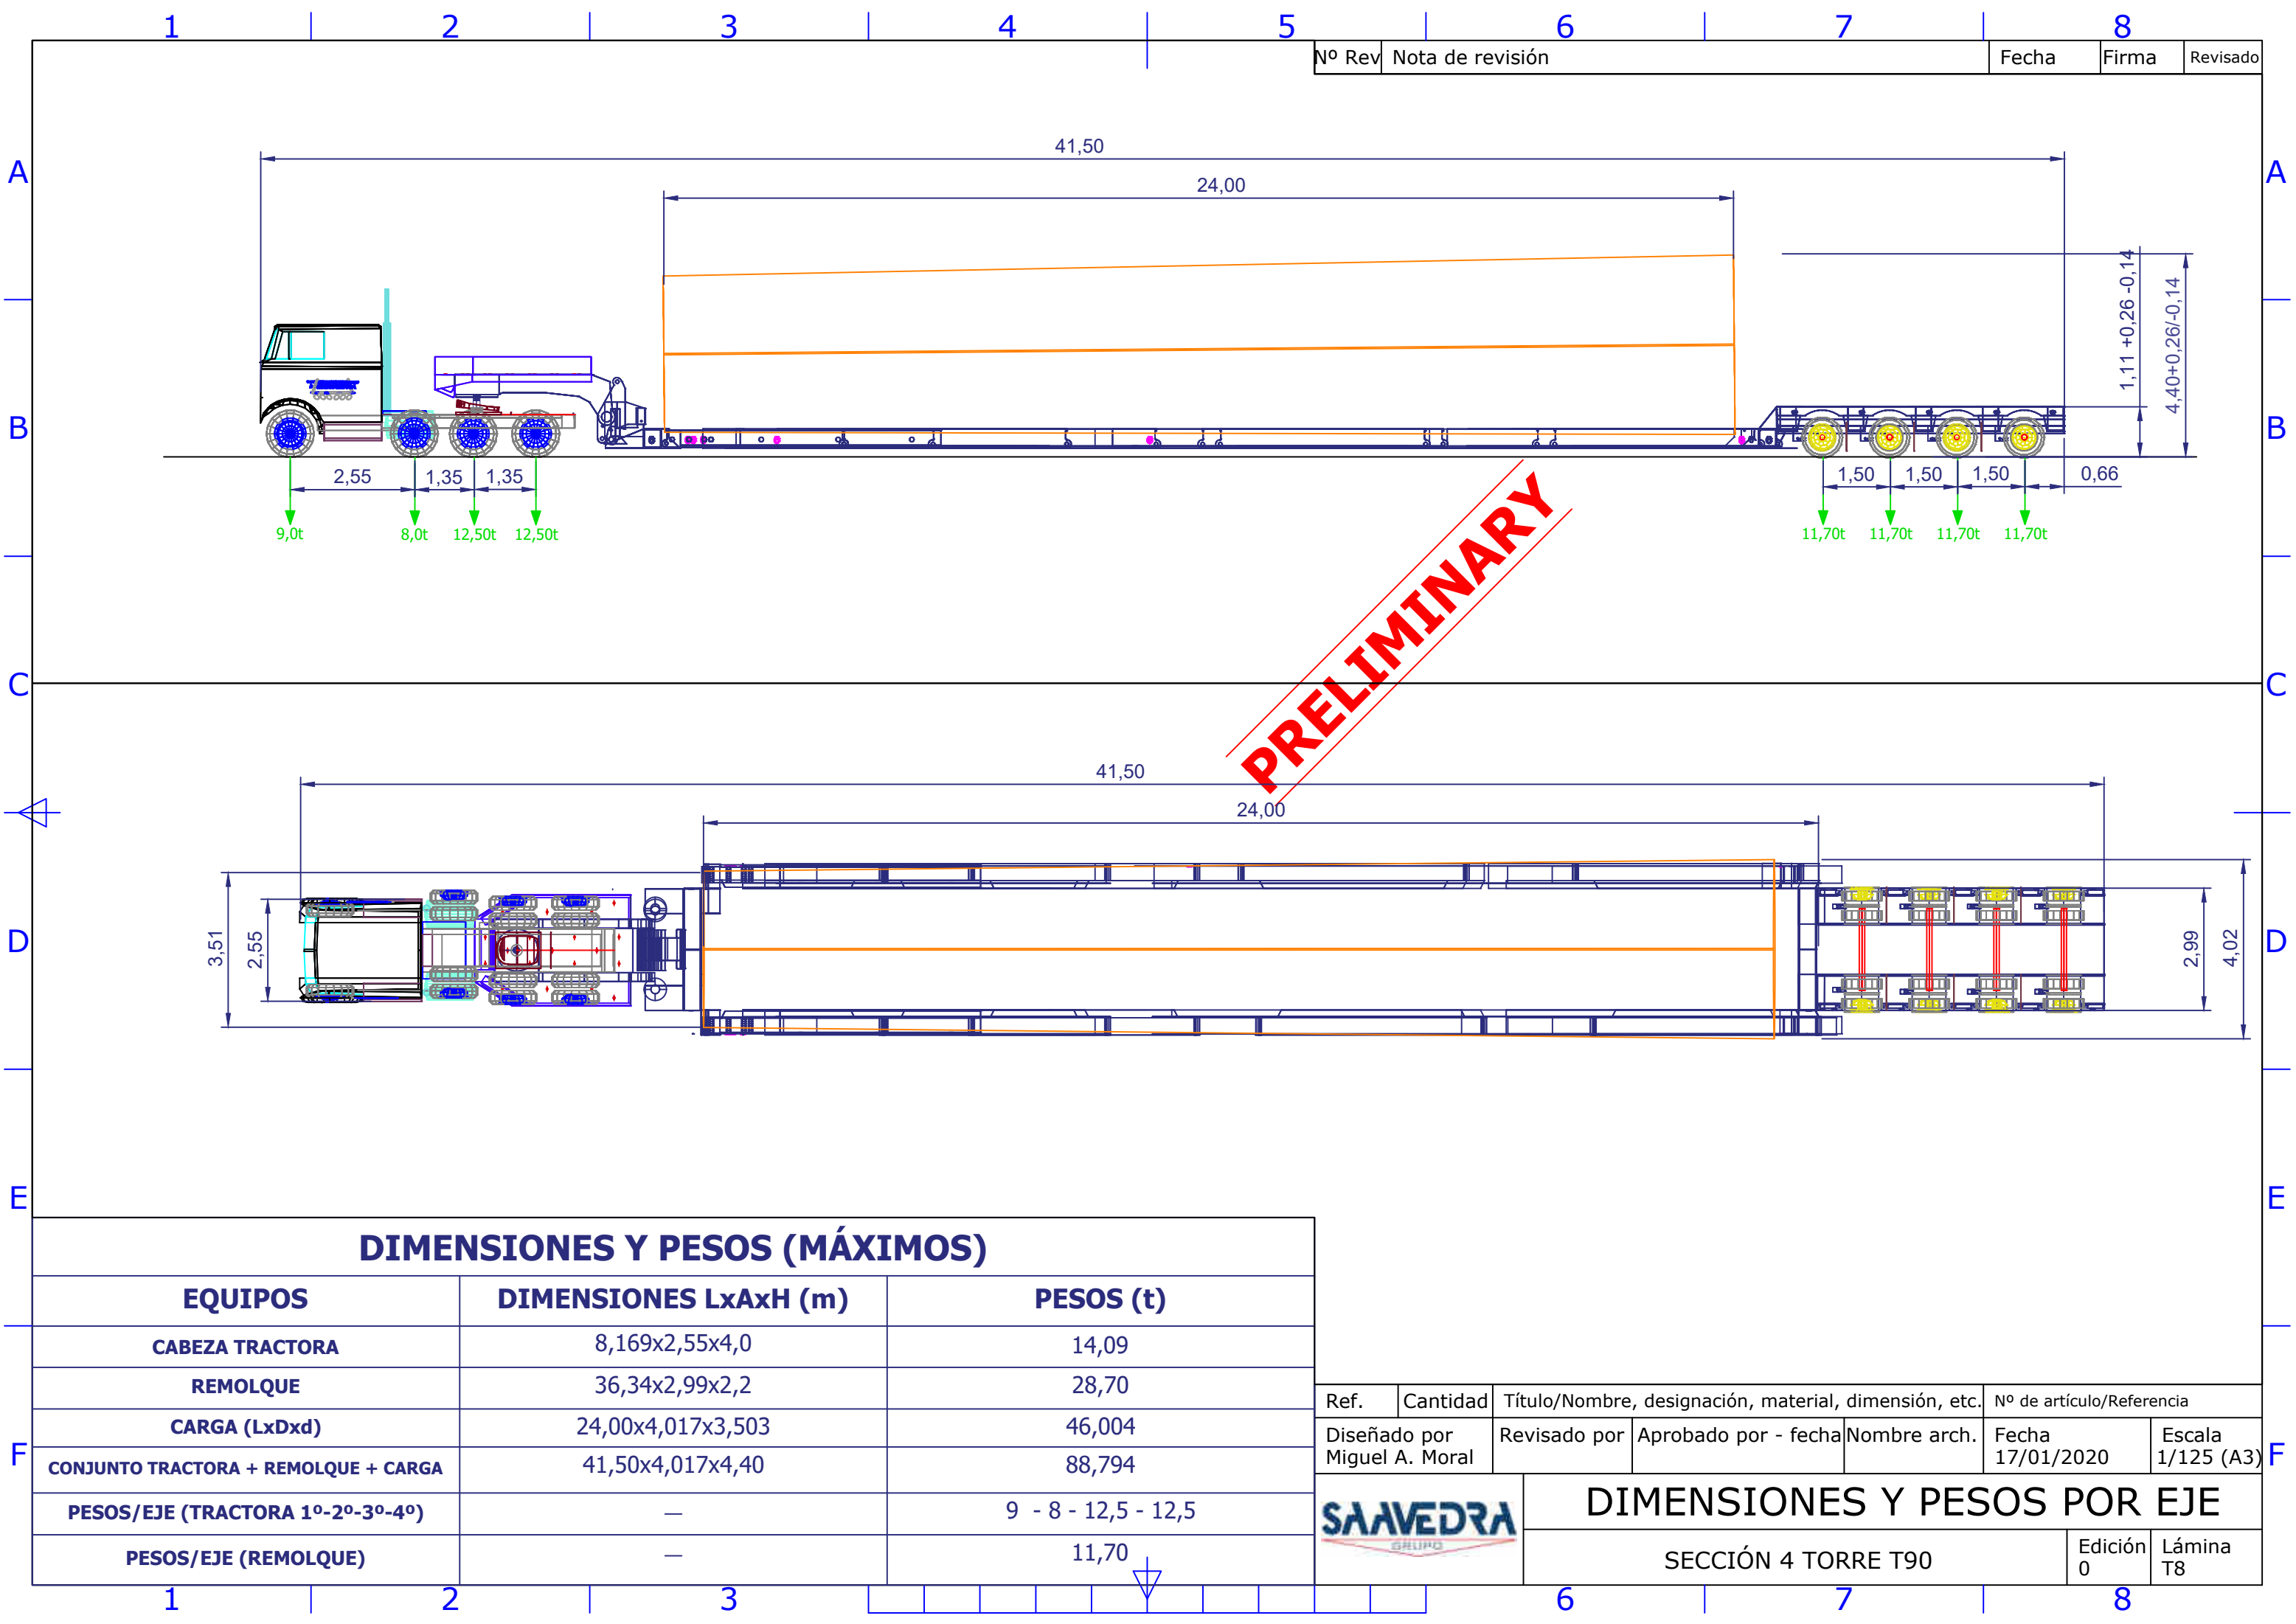 1 2 3 4 5 6 7 8
Nº Rev Nota de revisión Fecha Firma Revisado
41,50
24,00
A A
1,11 +0,26 -0,14
4,40+0,26/-0,14
B B
2,55 1,35 1,35 1,50 1,50 1,50 0,66
9,0t 8,0t 12,50t 12,50t 11,70t 11,70t 11,70t 11,70t
PRELIMINARY
C C
41,50
24,00
D D
3,51 2,55 2,99 4,02
E E
DIMENSIONES Y PESOS (MÁXIMOS)
EQUIPOS DIMENSIONES LxAxH (m) PESOS (t)
CABEZA TRACTORA 8,169x2,55x4,0 14,09
REMOLQUE 36,34x2,99x2,2 28,70
CARGA (LxDxd) 24,00x4,017x3,503 46,004
CONJUNTO TRACTORA + REMOLQUE + CARGA 41,50x4,017x4,40 88,794
PESOS/EJE (TRACTORA 1º-2º-3º-4º) — 9 - 8 - 12,5 - 12,5
PESOS/EJE (REMOLQUE) — 11,70
Ref. Cantidad Título/Nombre, designación, material, dimensión, etc. Nº de artículo/Referencia
Diseñado por Revisado por Aprobado por - fecha Nombre arch. Fecha Escala
Miguel A. Moral 17/01/2020 1/125 (A3)
F F
SAAVEDRA
GRUPO
DIMENSIONES Y PESOS POR EJE
SECCIÓN 4 TORRE T90
Edición Lámina
0 T8
1 2 3 6 7 8